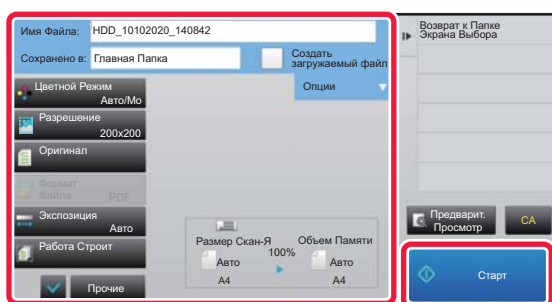 Имя Файла:
HDD_10102020_140842
Сохранено в:
Главная Папка
Создать
загружаемый файл
Опции
Цветной Режим
Авто/Мо
Разрешение
200x200
Оригинал
Формат
Файла
PDF
Экспозиция
Авто
Работа Строит
Прочие
Размер Скан-Я
Объем Памяти
100%
Авто
Авто
A4
A4
Возврат к Папке
Экрана Выбора
Предварит.
Просмотр
CA
Старт